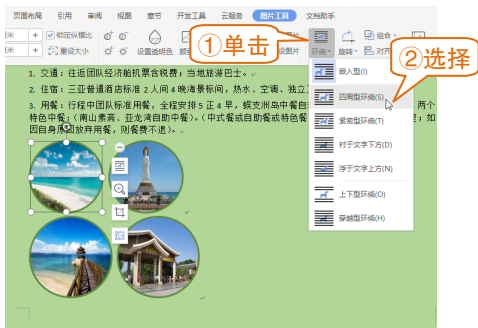 页面布局 引用 审阅 视图 章节 开发工具 云服务 图片工具 文档助手
锁定纵横比
重设大小 设置透明色 环绕 旋转 组合 对齐
①单击
②选择
嵌入型(I)
四周型环绕(S)
紧密型环绕(T)
衬于文字下方(D)
浮于文字上方(N)
上下型环绕(O)
穿越型环绕(H)
1. 交通：往返团队经济舱机票含税费；当地旅游巴士。
2. 住宿：三亚普通酒店标准 2 人间 4 晚海景标间，热水、空调、独立
3. 用餐：行程中团队标准用餐，全程安排 5 正 4 早，蜈支洲岛中餐自 两个
特色中餐：(南山素斋、亚龙湾自助中餐)。(中式餐或自助餐或特色餐 ；如
因自身原因放弃用餐，则餐费不退)。